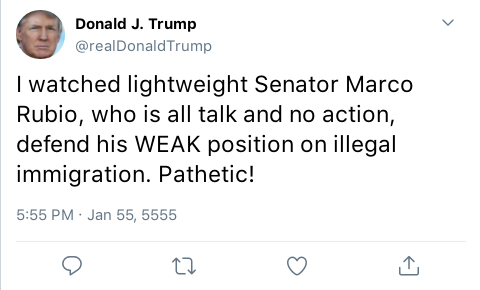 Donald J. Trump
@realDonaldTrump
I watched lightweight Senator Marco
Rubio, who is all talk and no action,
defend his WEAK position on illegal
immigration. Pathetic!
5:55 PM · Jan 55, 5555